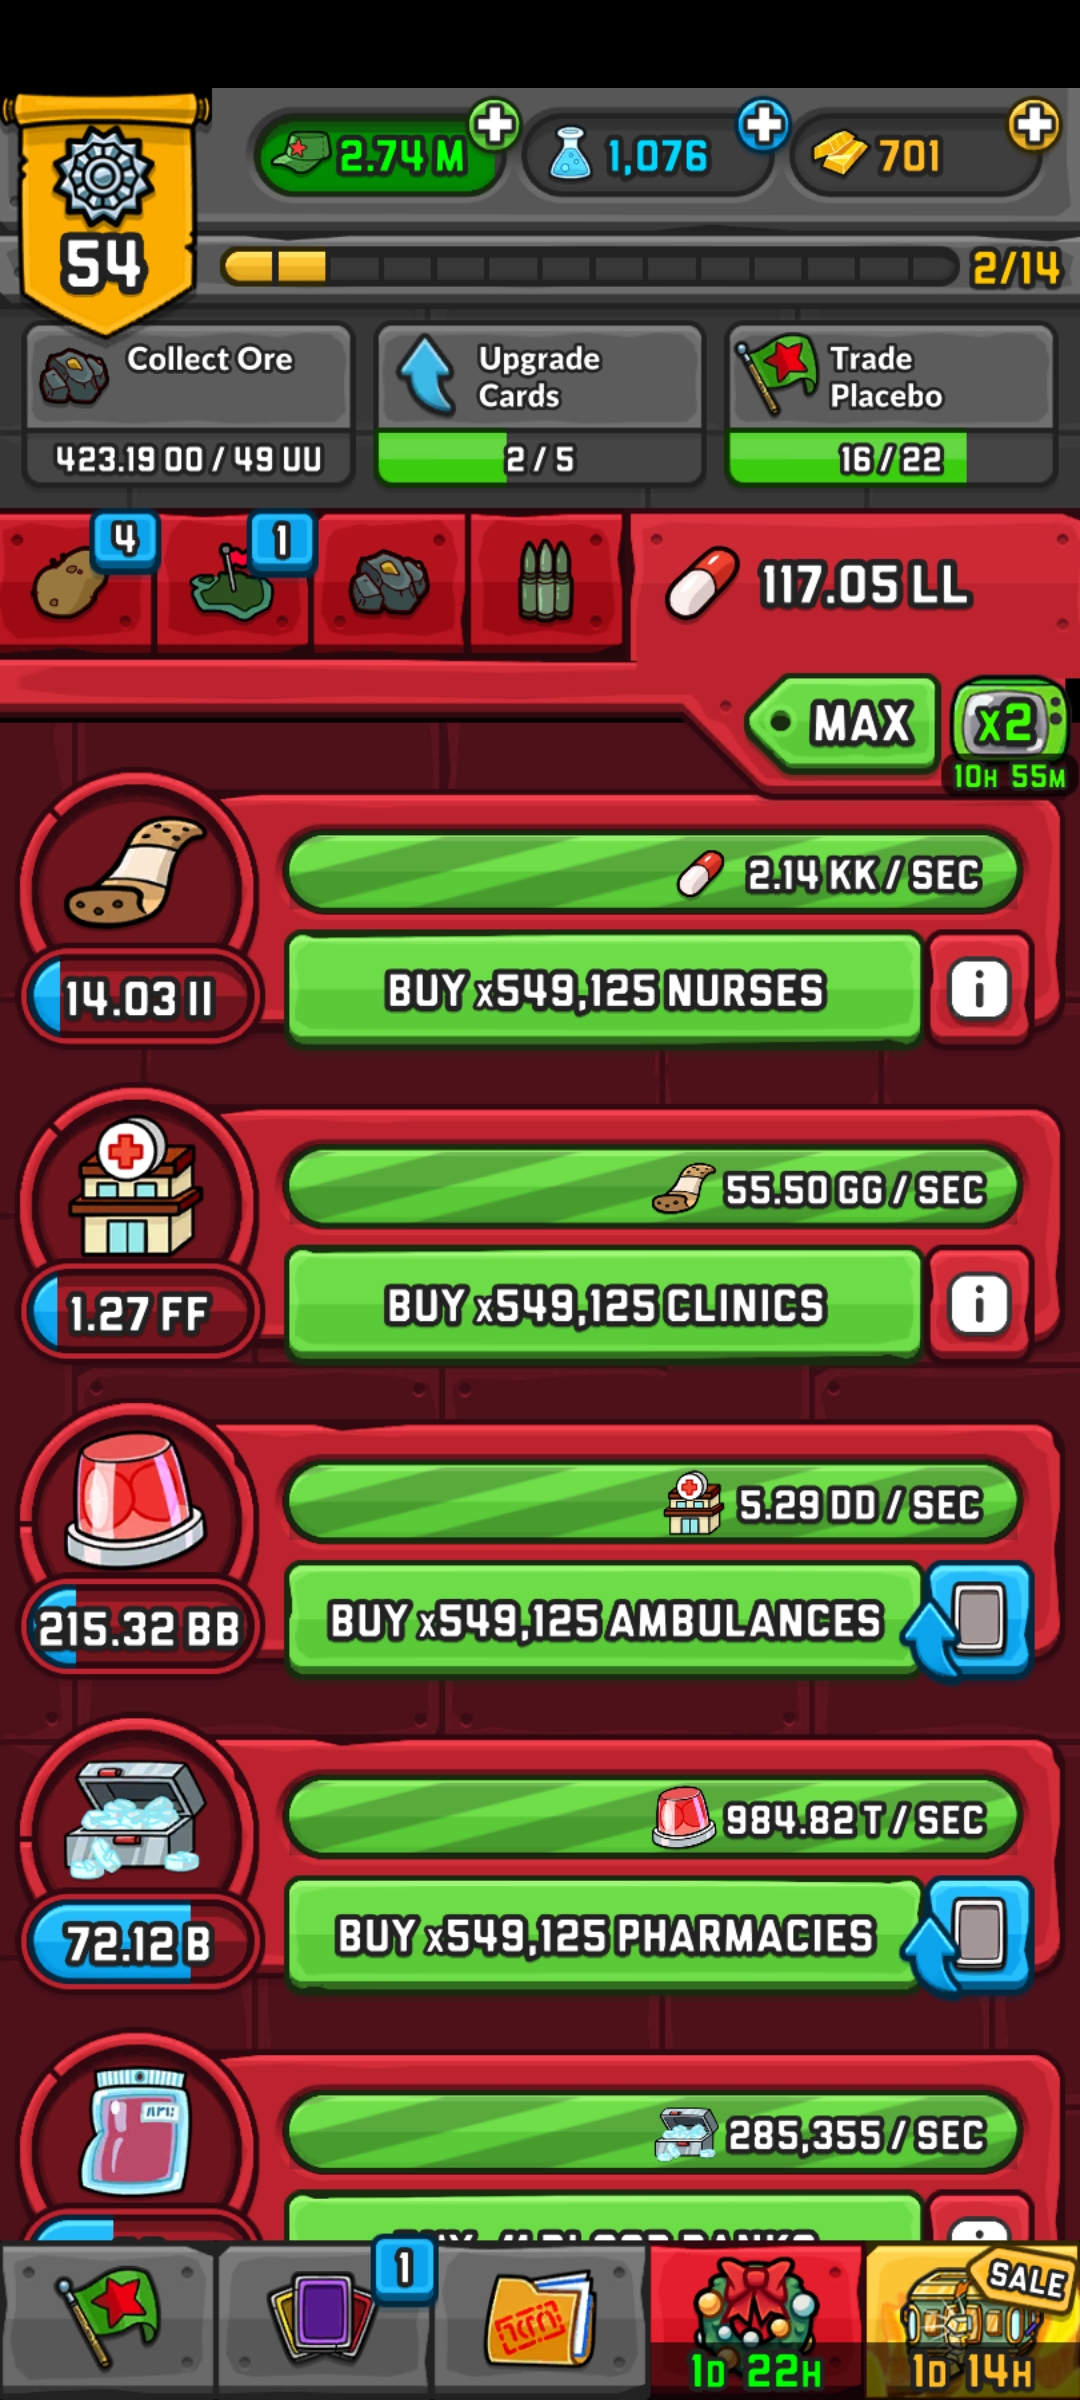 54
2.74 M
1,076
701
2/14
Collect Ore
423.19 OO / 49 UU
Upgrade
Cards
2 / 5
Trade
Placebo
16 / 22
4
1
117.05 LL
MAX
x2
10H 55M
2.14 KK / SEC
14.03 II
BUY x549,125 NURSES
i
55.50 GG / SEC
1.27 FF
BUY x549,125 CLINICS
i
5.29 DD / SEC
215.32 BB
BUY x549,125 AMBULANCES
984.82 T / SEC
72.12 B
BUY x549,125 PHARMACIES
285,355 / SEC
1
SALE
1D 22H
1D 14H